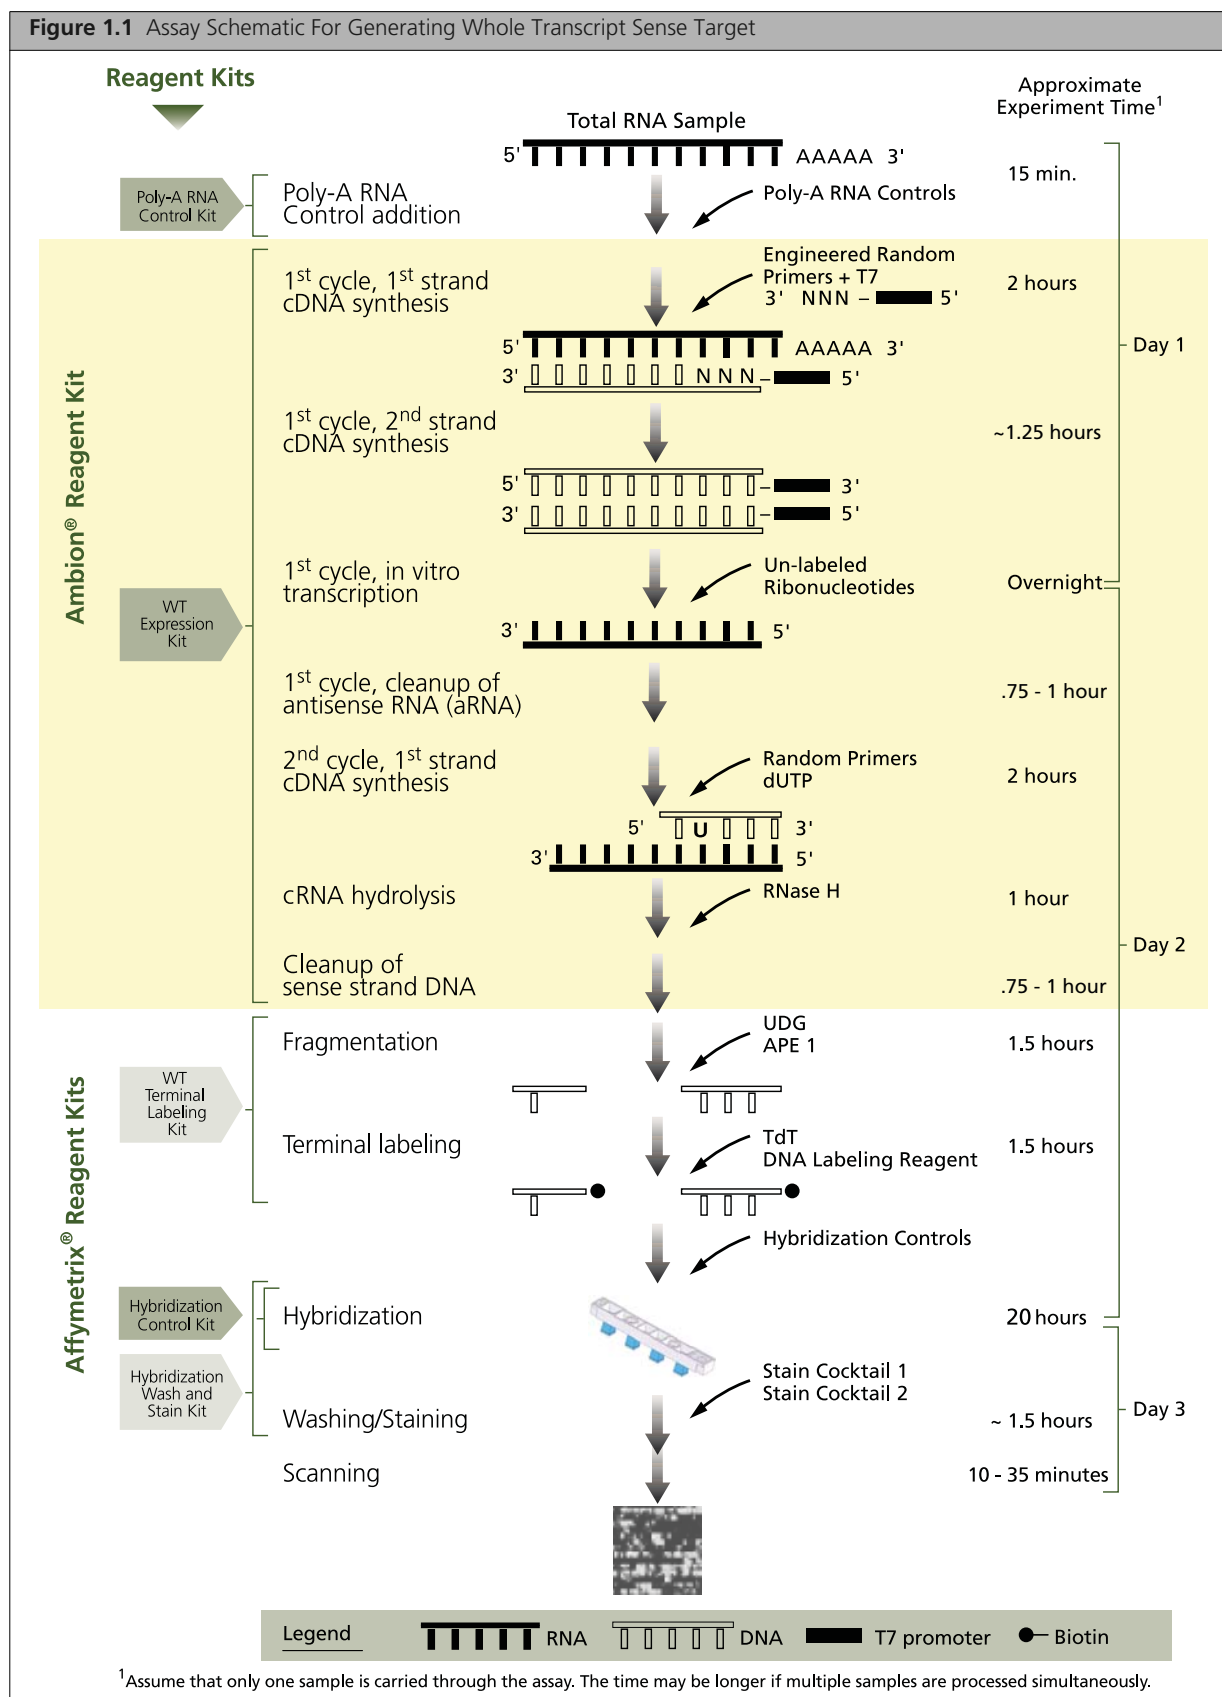 Figure 1.1 Assay Schematic For Generating Whole Transcript Sense Target
Reagent Kits
Approximate
Experiment Time1
Total RNA Sample
5' AAAAA 3'
15 min.
Poly-A RNA
Control Kit
Poly-A RNA
Control addition
Poly-A RNA Controls
Ambion® Reagent Kit
1st cycle, 1st strand
cDNA synthesis
Engineered Random
Primers + T7
3' NNN – 5'
2 hours
5' AAAAA 3'
3' N N N – 5'
Day 1
1st cycle, 2nd strand
cDNA synthesis
~1.25 hours
5' – 3'
3' – 5'
1st cycle, in vitro
transcription
Un-labeled
Ribonucleotides
Overnight
WT
Expression
Kit
3' 5'
1st cycle, cleanup of
antisense RNA (aRNA)
.75 - 1 hour
2nd cycle, 1st strand
cDNA synthesis
Random Primers
dUTP
2 hours
5' U 3'
3' 5'
cRNA hydrolysis
RNase H
1 hour
Day 2
Cleanup of
sense strand DNA
.75 - 1 hour
Affymetrix® Reagent Kits
Fragmentation
UDG
APE 1
1.5 hours
WT
Terminal
Labeling
Kit
Terminal labeling
TdT
DNA Labeling Reagent
1.5 hours
Hybridization Controls
Hybridization
Control Kit
Hybridization
20 hours
Hybridization
Wash and
Stain Kit
Stain Cocktail 1
Stain Cocktail 2
Washing/Staining
~ 1.5 hours
Day 3
Scanning
10 - 35 minutes
Legend RNA DNA T7 promoter Biotin
1Assume that only one sample is carried through the assay. The time may be longer if multiple samples are processed simultaneously.